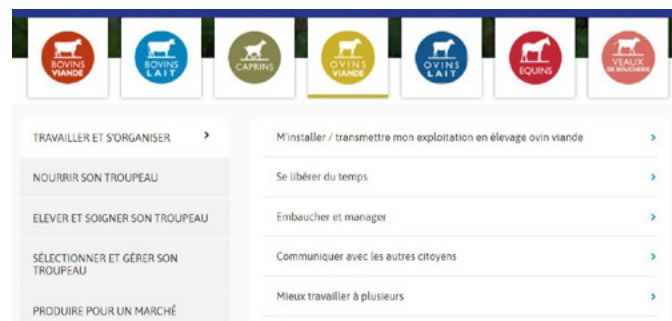 BOVINS
VIANDE
BOVINS
LAIT
CAPRINS
OVINS
VIANDE
OVINS
LAIT
EQUINS
VEAUX
DE BOUCHERIE
TRAVAILLER ET S'ORGANISER
NOURRIR SON TROUPEAU
ELEVER ET SOIGNER SON TROUPEAU
SÉLECTIONNER ET GÉRER SON
TROUPEAU
PRODUIRE POUR UN MARCHÉ
M'installer / transmettre mon exploitation en élevage ovin viande
Se libérer du temps
Embaucher et manager
Communiquer avec les autres citoyens
Mieux travailler à plusieurs